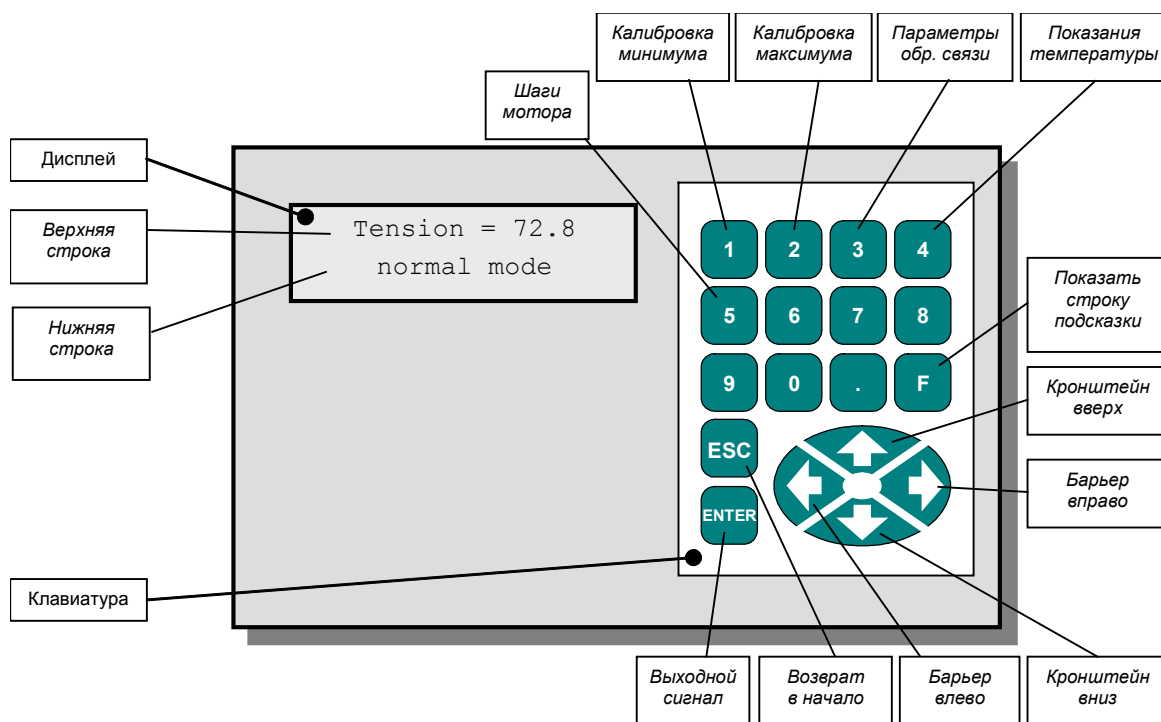 Калибровка
минимума
Калибровка
максимума
Параметры
обр. связи
Показания
температуры
Шаги
мотора
Дисплей
Верхняя
строка
Нижняя
строка
Tension = 72.8
normal mode
1 2 3 4
5 6 7 8
9 0 . F
ESC
ENTER
Показать
строку
подсказки
Кронштейн
вверх
Барьер
вправо
Клавиатура
Выходной
сигнал
Возврат
в начало
Барьер
влево
Кронштейн
вниз